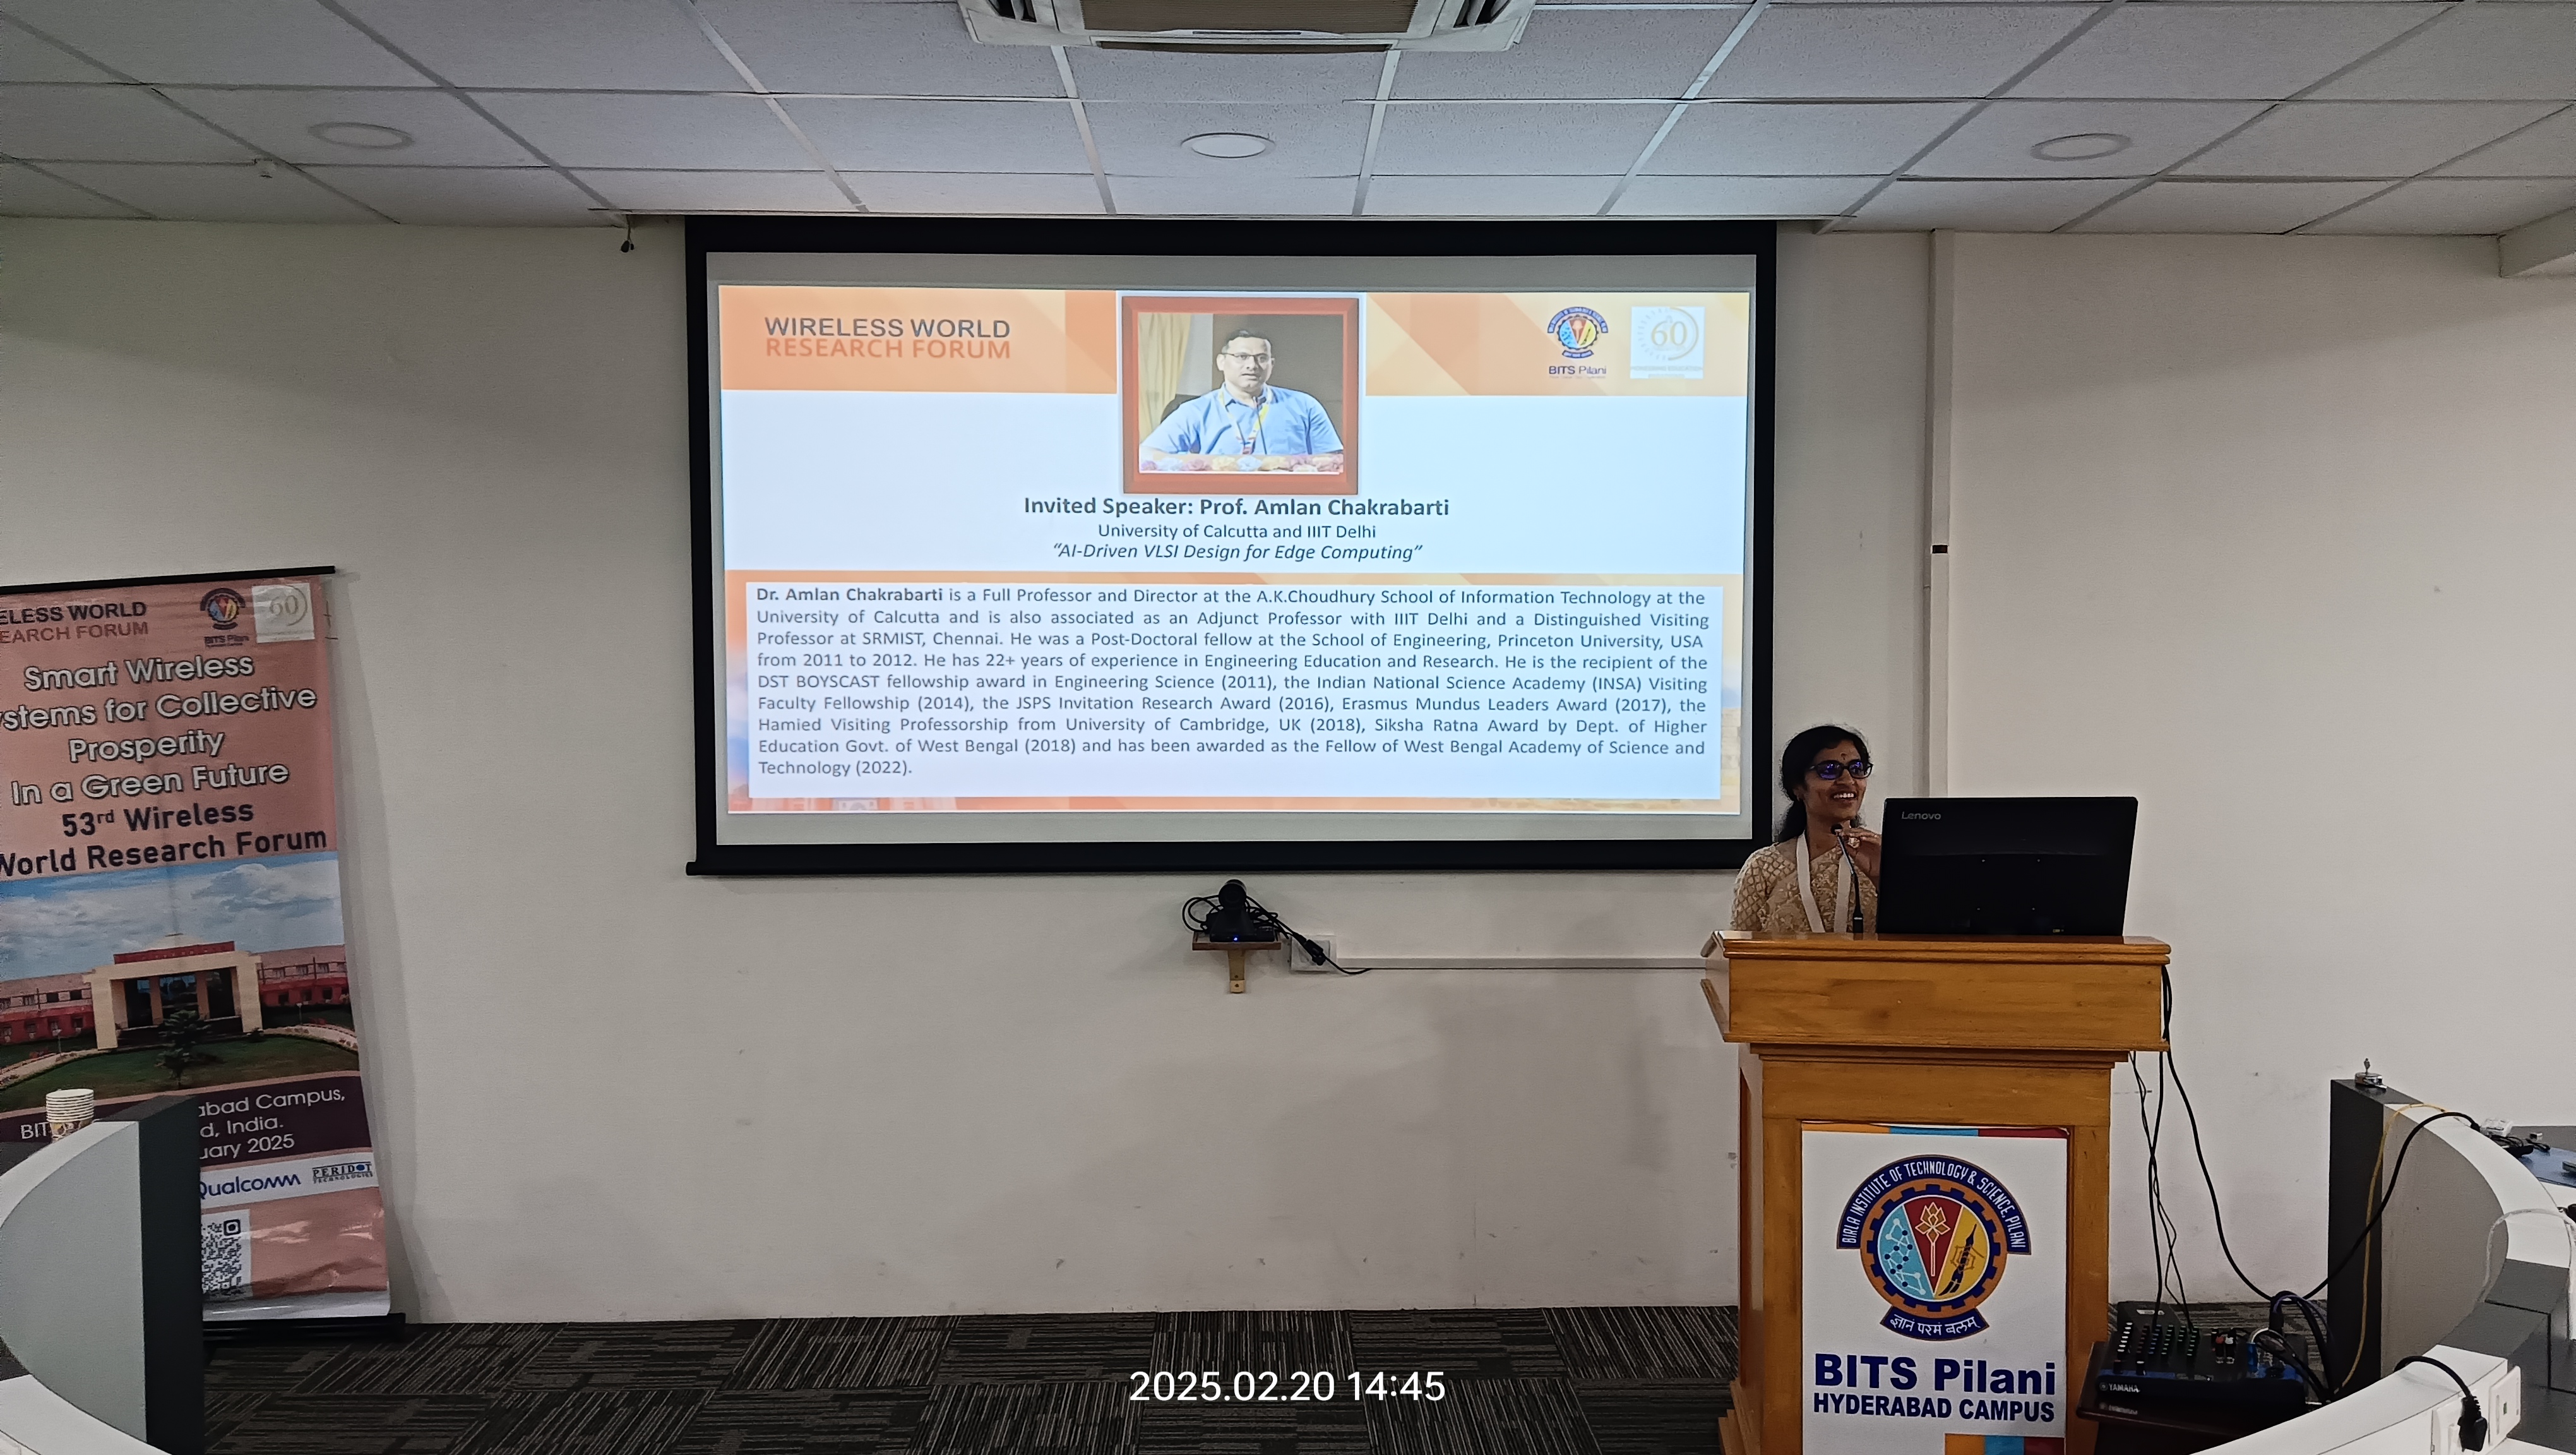 WIRELESS WORLD
RESEARCH FORUM
BITS Pilani
60
Invited Speaker: Prof. Amlan Chakrabarti
University of Calcutta and IIIT Delhi
“AI-Driven VLSI Design for Edge Computing”
Dr. Amlan Chakrabarti is a Full Professor and Director at the A.K.Choudhury School of Information Technology at the
University of Calcutta and is also associated as an Adjunct Professor with IIIT Delhi and a Distinguished Visiting
Professor at SRMIST, Chennai. He was a Post-Doctoral fellow at the School of Engineering, Princeton University, USA
from 2011 to 2012. He has 22+ years of experience in Engineering Education and Research. He is the recipient of the
DST BOYSCAST fellowship award in Engineering Science (2011), the Indian National Science Academy (INSA) Visiting
Faculty Fellowship (2014), the JSPS Invitation Research Award (2016), Erasmus Mundus Leaders Award (2017), the
Hamied Visiting Professorship from University of Cambridge, UK (2018), Siksha Ratna Award by Dept. of Higher
Education Govt. of West Bengal (2018) and has been awarded as the Fellow of West Bengal Academy of Science and
Technology (2022).
ELESS WORLD
EARCH FORUM
BITS Pilani
60
Smart Wireless
ystems for Collective
Prosperity
In a Green Future
53rd Wireless
World Research Forum
abad Campus,
BIT
d, India.
uary 2025
Qualcomm
PERIDOT
TECHNOLOGIES
Lenovo
BIRLA INSTITUTE OF TECHNOLOGY & SCIENCE, PILANI
ज्ञानं परमं बलम्
BITS Pilani
HYDERABAD CAMPUS
YAMAHA
2025.02.20 14:45